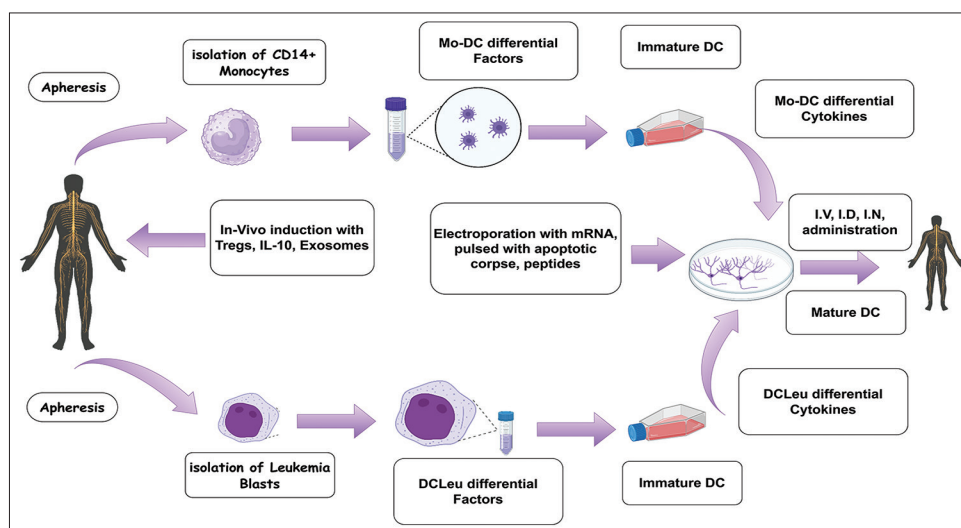 Apheresis
isolation of CD14+
Monocytes
Mo-DC differential
Factors
Immature DC
Mo-DC differential
Cytokines
In-Vivo induction with
Tregs, IL-10, Exosomes
Electroporation with mRNA,
pulsed with apoptotic
corpse, peptides
I.V, I.D, I.N,
administration
Mature DC
Apheresis
isolation of Leukemia
Blasts
DCLeu differential
Factors
Immature DC
DCLeu differential
Cytokines